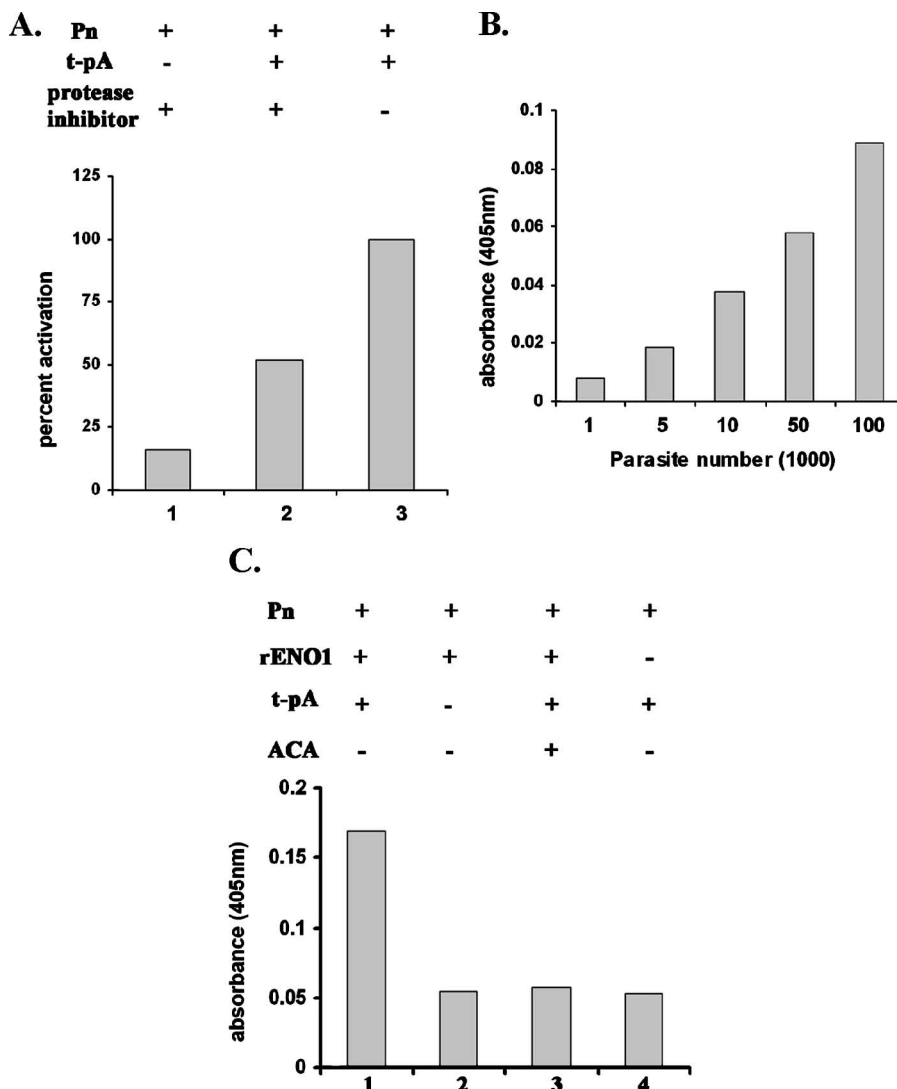 A.
Pn + + +
t-pA - + +
protease
inhibitor + + -
125
100
75
50
25
0
percent activation
1 2 3
B.
0.1
0.08
0.06
0.04
0.02
0
absorbance (405nm)
1 5 10 50 100
Parasite number (1000)
C.
Pn + + + +
rENO1 + + + -
t-pA + - + +
ACA - - + -
0.2
0.15
0.1
0.05
0
absorbance (405nm)
1 2 3 4